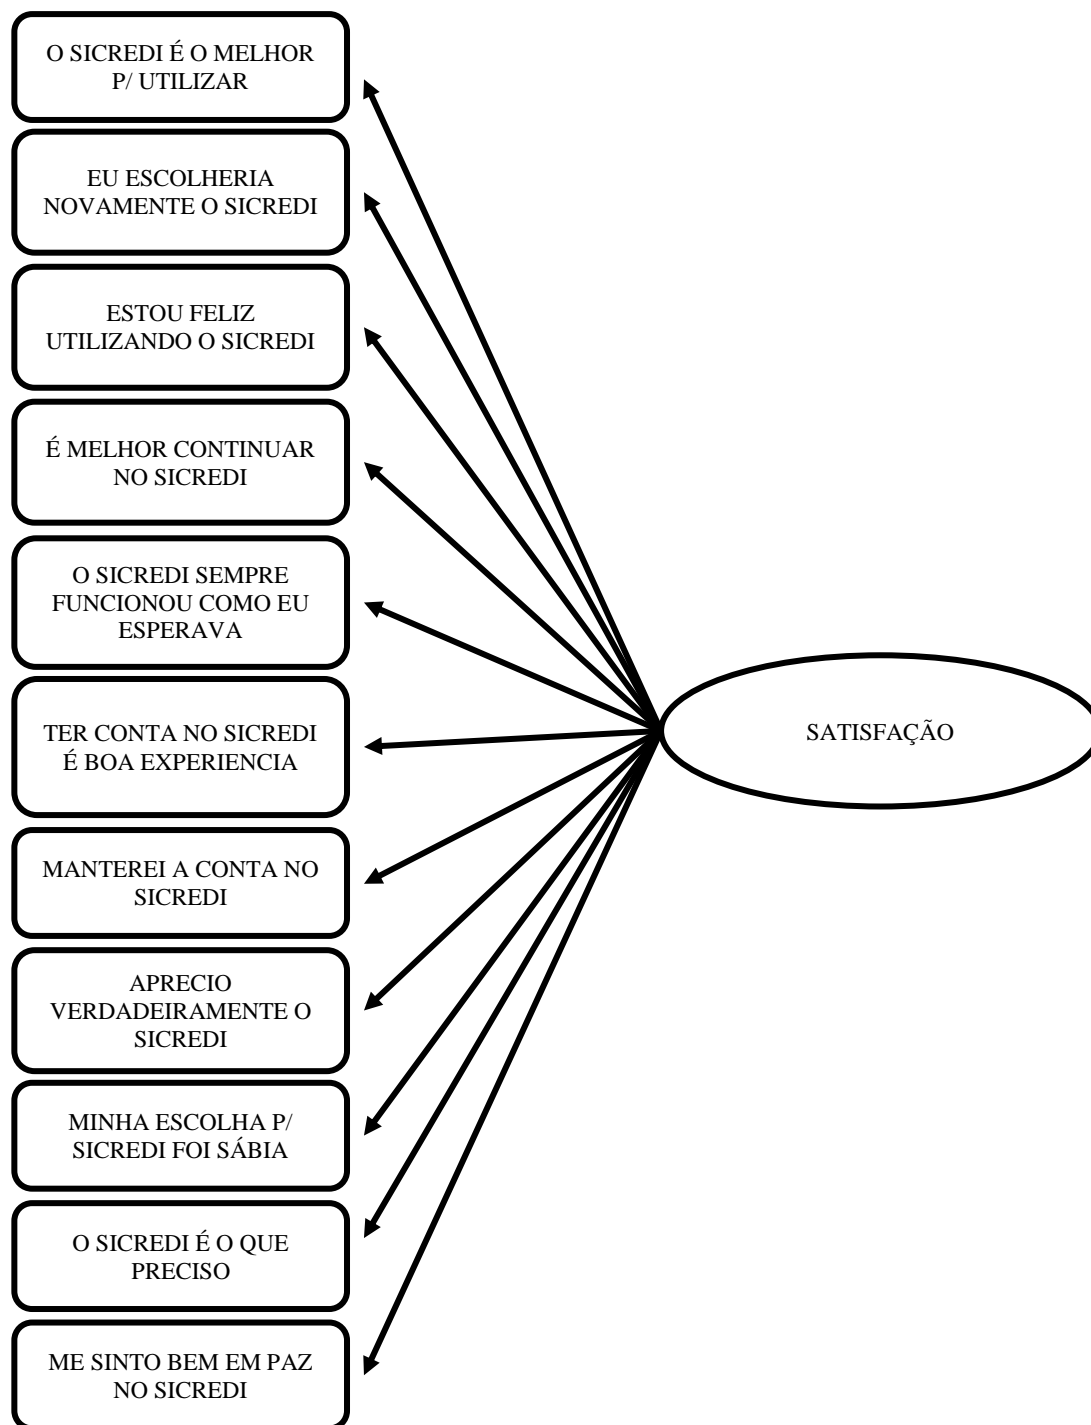 O SICREDI É O MELHOR
P/ UTILIZAR
EU ESCOLHERIA
NOVAMENTE O SICREDI
ESTOU FELIZ
UTILIZANDO O SICREDI
É MELHOR CONTINUAR
NO SICREDI
O SICREDI SEMPRE
FUNCIONOU COMO EU
ESPERAVA
TER CONTA NO SICREDI
É BOA EXPERIENCIA
MANTEREI A CONTA NO
SICREDI
APRECIO
VERDADEIRAMENTE O
SICREDI
MINHA ESCOLHA P/
SICREDI FOI SÁBIA
O SICREDI É O QUE
PRECISO
ME SINTO BEM EM PAZ
NO SICREDI
SATISFAÇÃO